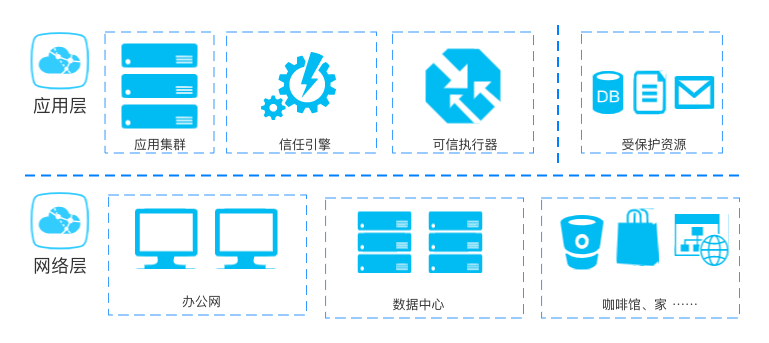 应用层
应用集群
信任引擎
可信执行器
DB
受保护资源
网络层
办公网
数据中心
咖啡馆、家 ……